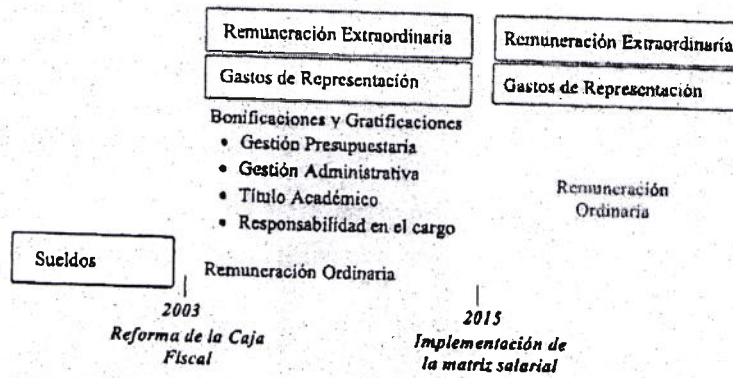 Remuneración Extraordinaria
Gastos de Representación
Bonificaciones y Gratificaciones
• Gestión Presupuestaria
• Gestión Administrativa
• Título Académico
• Responsabilidad en el cargo
Remuneración Ordinaria
Remuneración Extraordinaria
Gastos de Representación
Remuneración
Ordinaria
Sueldos
2003
Reforma de la Caja
Fiscal
2015
Implementación de
la matriz salarial